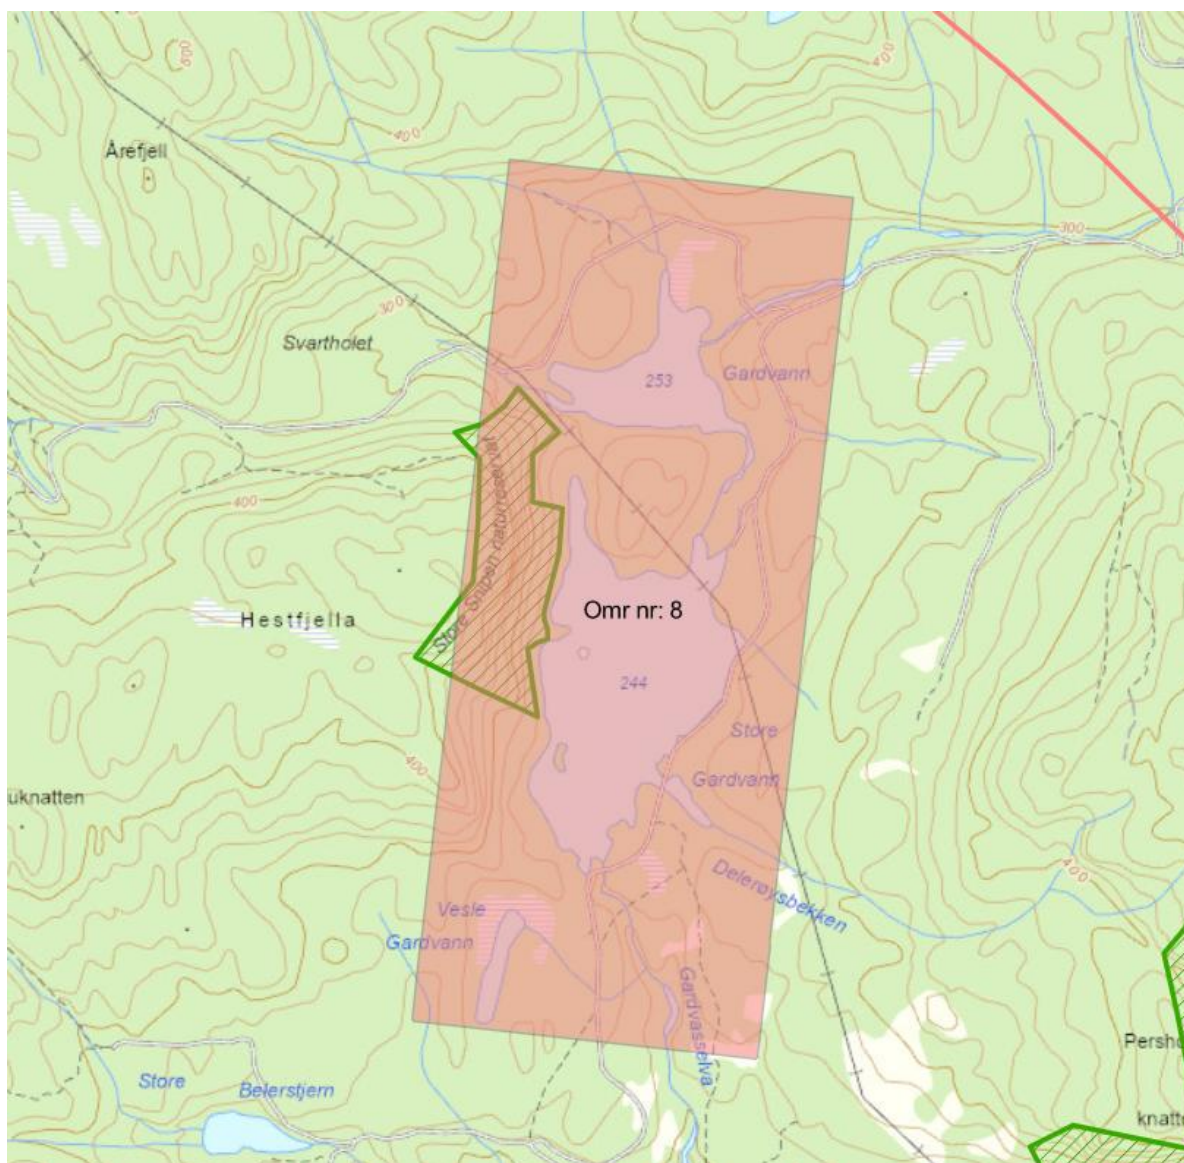 600
400
400
Årefjell
300
300
Svartholet
253
Gardvann
400
Store Snipen naturreservat
Hestfjella
Omr nr: 8
244
Store
Gardvann
400
uknatten
400
Delerøysbekken
Vesle
Gardvann
Gardvasselva
Store
Belerstjern
knatt